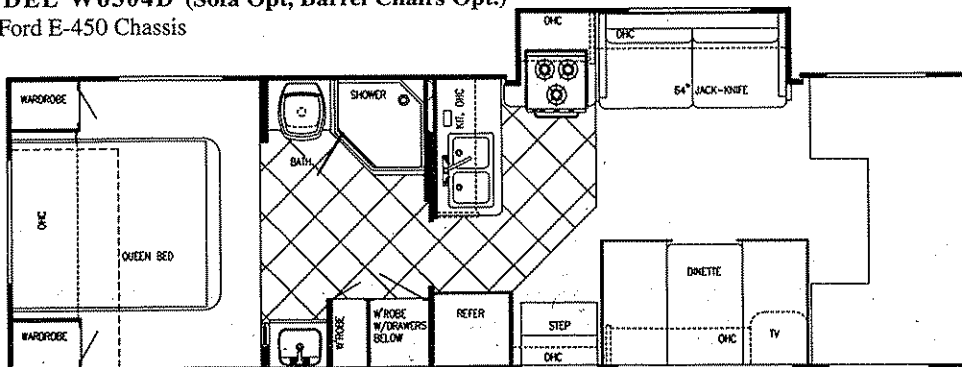 DEL W6304D (Sofa Opt, Barrel Chairs Opt.)
Ford E-450 Chassis
OHC
OHC
64" JACK-KNIFE
WARDROBE
SHOWER
KIT. OHC
BATH
OHC
QUEEN BED
DINETTE
WARDROBE
W'ROBE
W'ROBE
W/DRAWERS
BELOW
REFER
STEP
OHC
OHC
TV